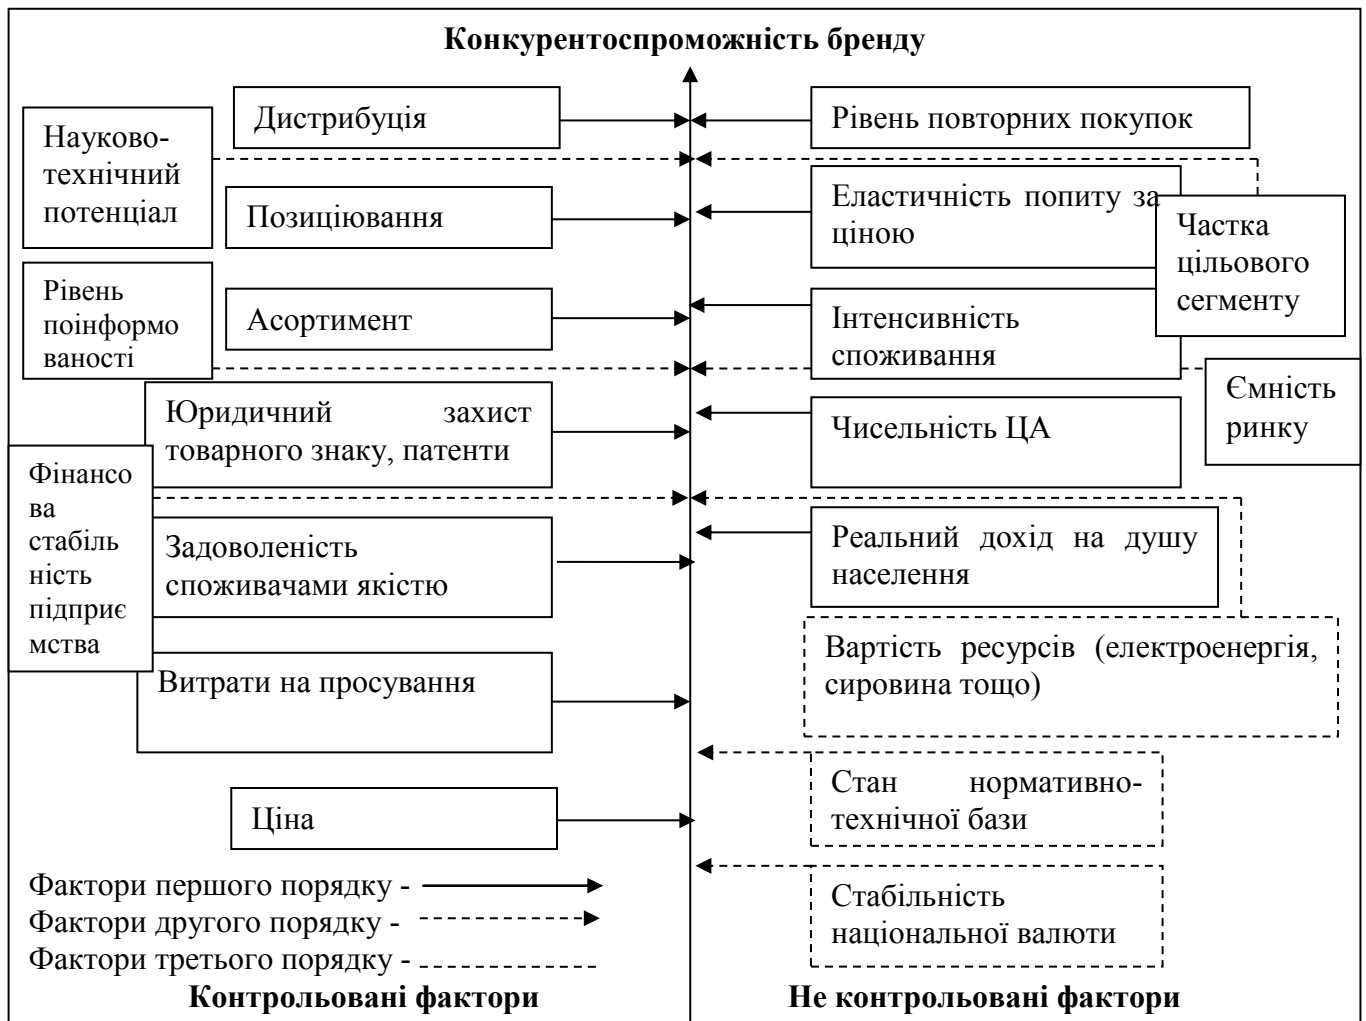 Конкурентоспроможність бренду
Дистрибуція
Рівень повторних покупок
Науково-
технічний
потенціал
Позиціювання
Еластичність попиту за
ціною
Частка
цільового
сегменту
Рівень
поінформо
ваності
Асортимент
Інтенсивність
споживання
Ємність
ринку
Юридичний захист
товарного знаку, патенти
Чисельність ЦА
Фінансо
ва
стабіль
ність
підприє
мства
Задоволеність
споживачами якістю
Реальний дохід на душу
населення
Вартість ресурсів (електроенергія,
сировина тощо)
Витрати на просування
Стан нормативно-
технічної бази
Ціна
Стабільність
національної валюти
Фактори першого порядку -
Фактори другого порядку -
Фактори третього порядку -
Контрольовані фактори
Не контрольовані фактори